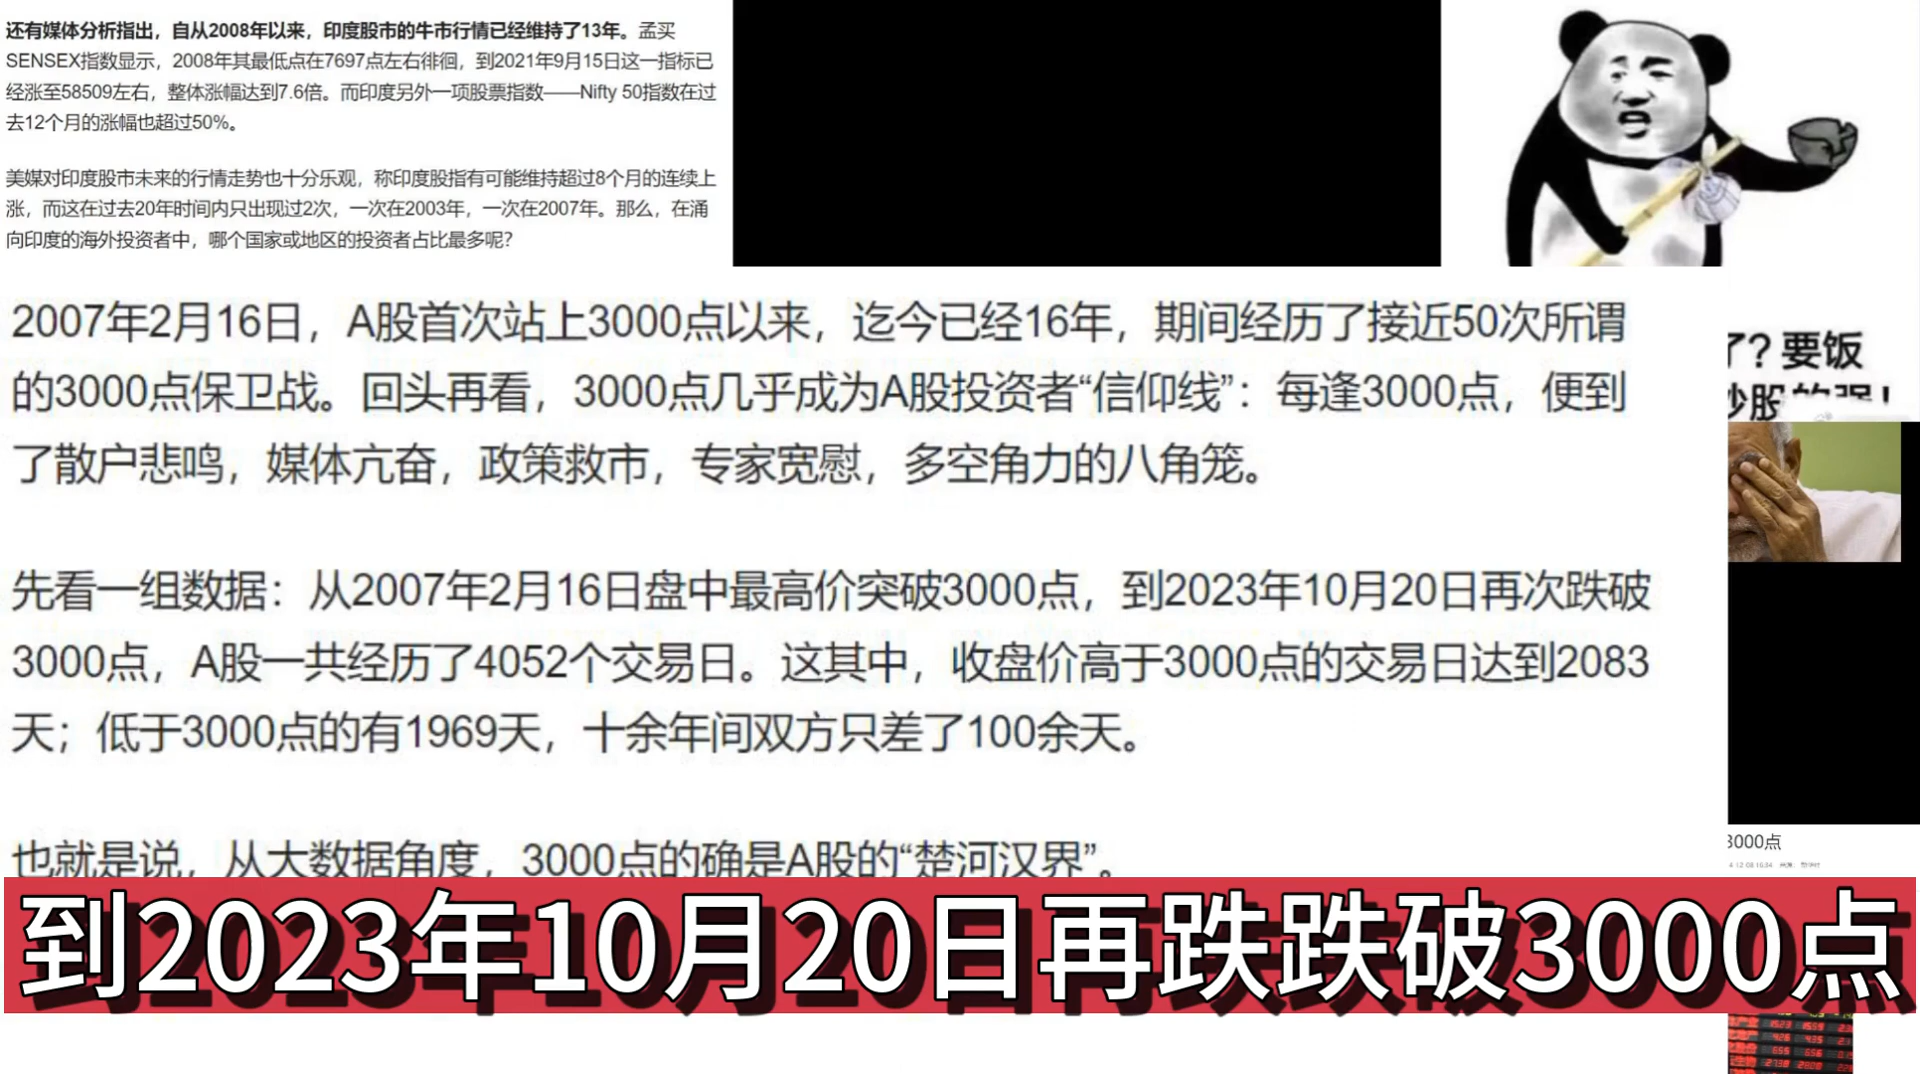 还有媒体分析指出，自从2008年以来，印度股市的牛市行情已经维持了13年。孟买
SENSEX指数显示，2008年其最低点在7697点左右徘徊，到2021年9月15日这一指标已
经涨至58509左右，整体涨幅达到7.6倍。而印度另外一项股票指数——Nifty 50指数在过
去12个月的涨幅也超过50%。
美媒对印度股市未来的行情走势也十分乐观，称印度股指有可能维持超过8个月的连续上
涨，而这在过去20年时间内只出现过2次，一次在2003年，一次在2007年。那么，在涌
向印度的海外投资者中，哪个国家或地区的投资者占比最多呢？
2007年2月16日，A股首次站上3000点以来，迄今已经16年，期间经历了接近50次所谓
的3000点保卫战。回头再看，3000点几乎成为A股投资者“信仰线”：每逢3000点，便到
了散户悲鸣，媒体亢奋，政策救市，专家宽慰，多空角力的八角笼。
了？要饭
炒股的强！
先看一组数据：从2007年2月16日盘中最高价突破3000点，到2023年10月20日再次跌破
3000点，A股一共经历了4052个交易日。这其中，收盘价高于3000点的交易日达到2083
天；低于3000点的有1969天，十余年间双方只差了100余天。
也就是说，从大数据角度，3000点的确是A股的“楚河汉界”。
3000点
到2023年10月20日再跌跌破3000点